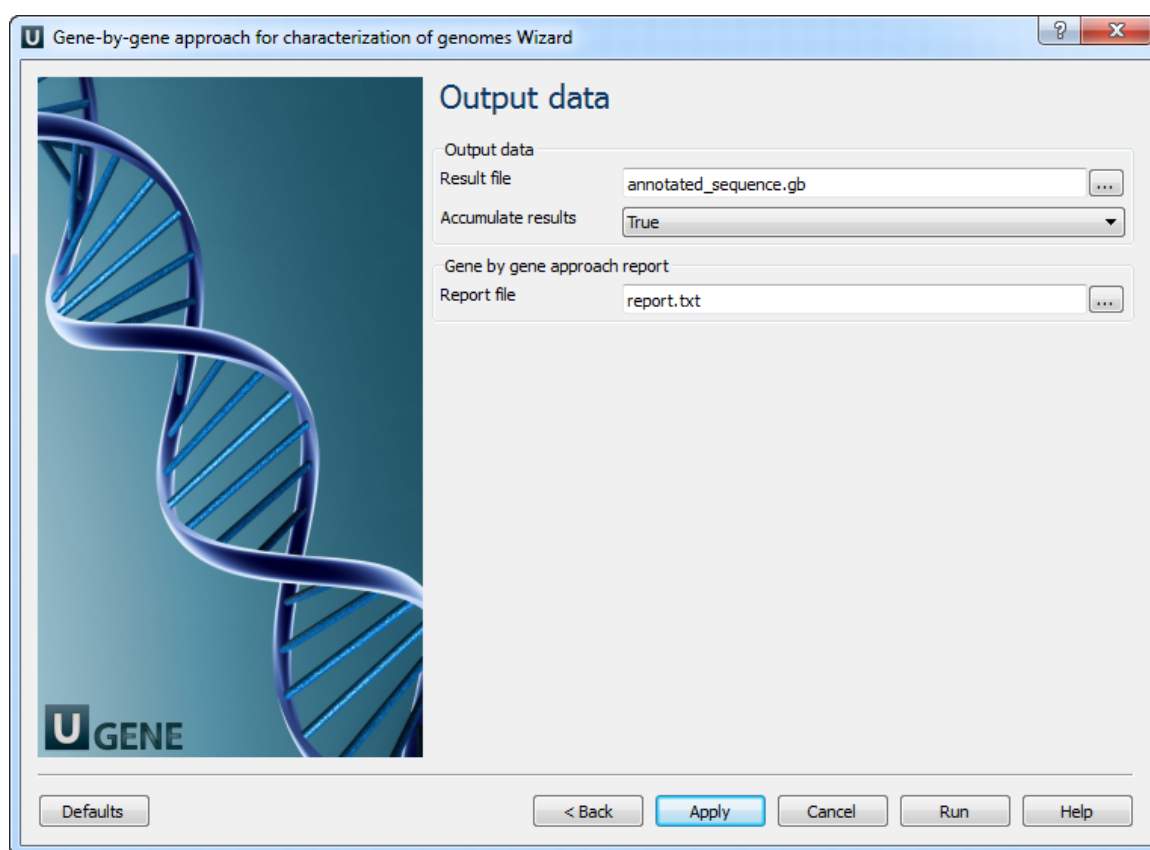 U Gene-by-gene approach for characterization of genomes Wizard ? X
Output data
Output data
Result file annotated_sequence.gb ...
Accumulate results True
Gene by gene approach report
Report file report.txt ...
U GENE
Defaults < Back Apply Cancel Run Help